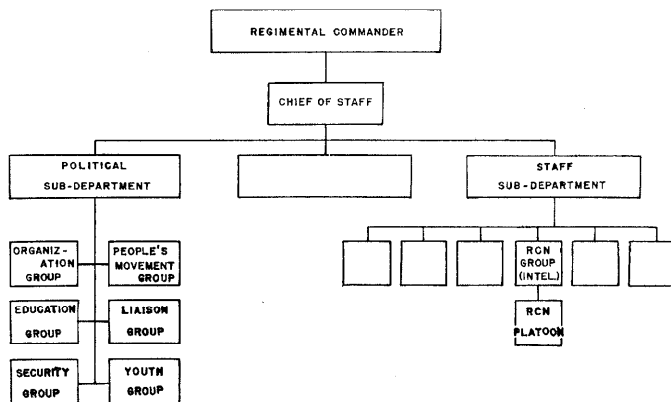 REGIMENTAL COMMANDER
CHIEF OF STAFF
POLITICAL
SUB-DEPARTMENT
STAFF
SUB-DEPARTMENT
ORGANIZ-
ATION
GROUP
PEOPLE'S
MOVEMENT
GROUP
RCN
GROUP
(INTEL.)
EDUCATION
GROUP
LIAISON
GROUP
RCN
PLATOON
SECURITY
GROUP
YOUTH
GROUP